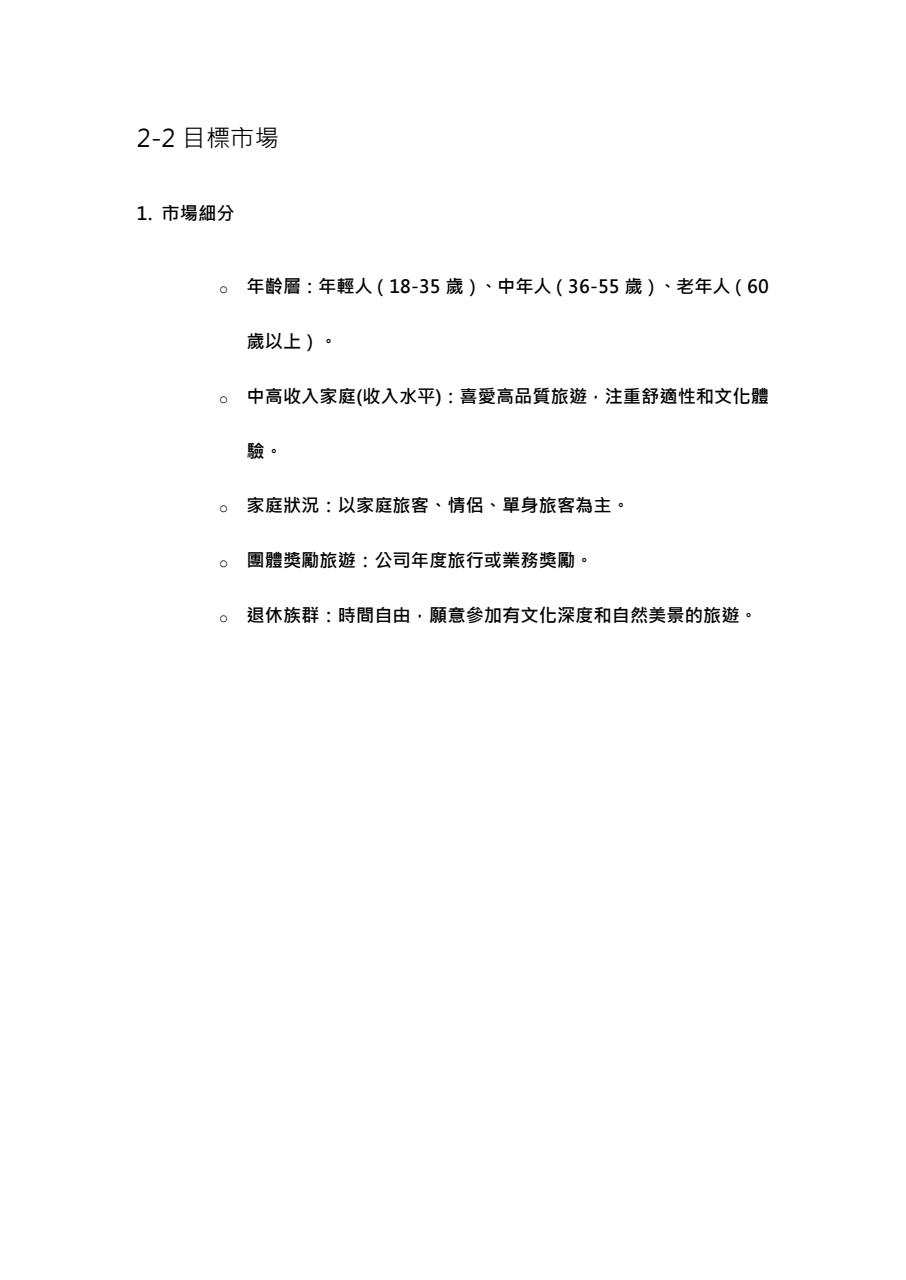 2-2 目標市場
1. 市場細分
○ 年齡層：年輕人（18-35 歲）、中年人（36-55 歲）、老年人（60
歲以上）。
○ 中高收入家庭(收入水平)：喜愛高品質旅遊，注重舒適性和文化體
驗。
○ 家庭狀況：以家庭旅客、情侶、單身旅客為主。
○ 團體獎勵旅遊：公司年度旅行或業務獎勵。
○ 退休族群：時間自由，願意參加有文化深度和自然美景的旅遊。